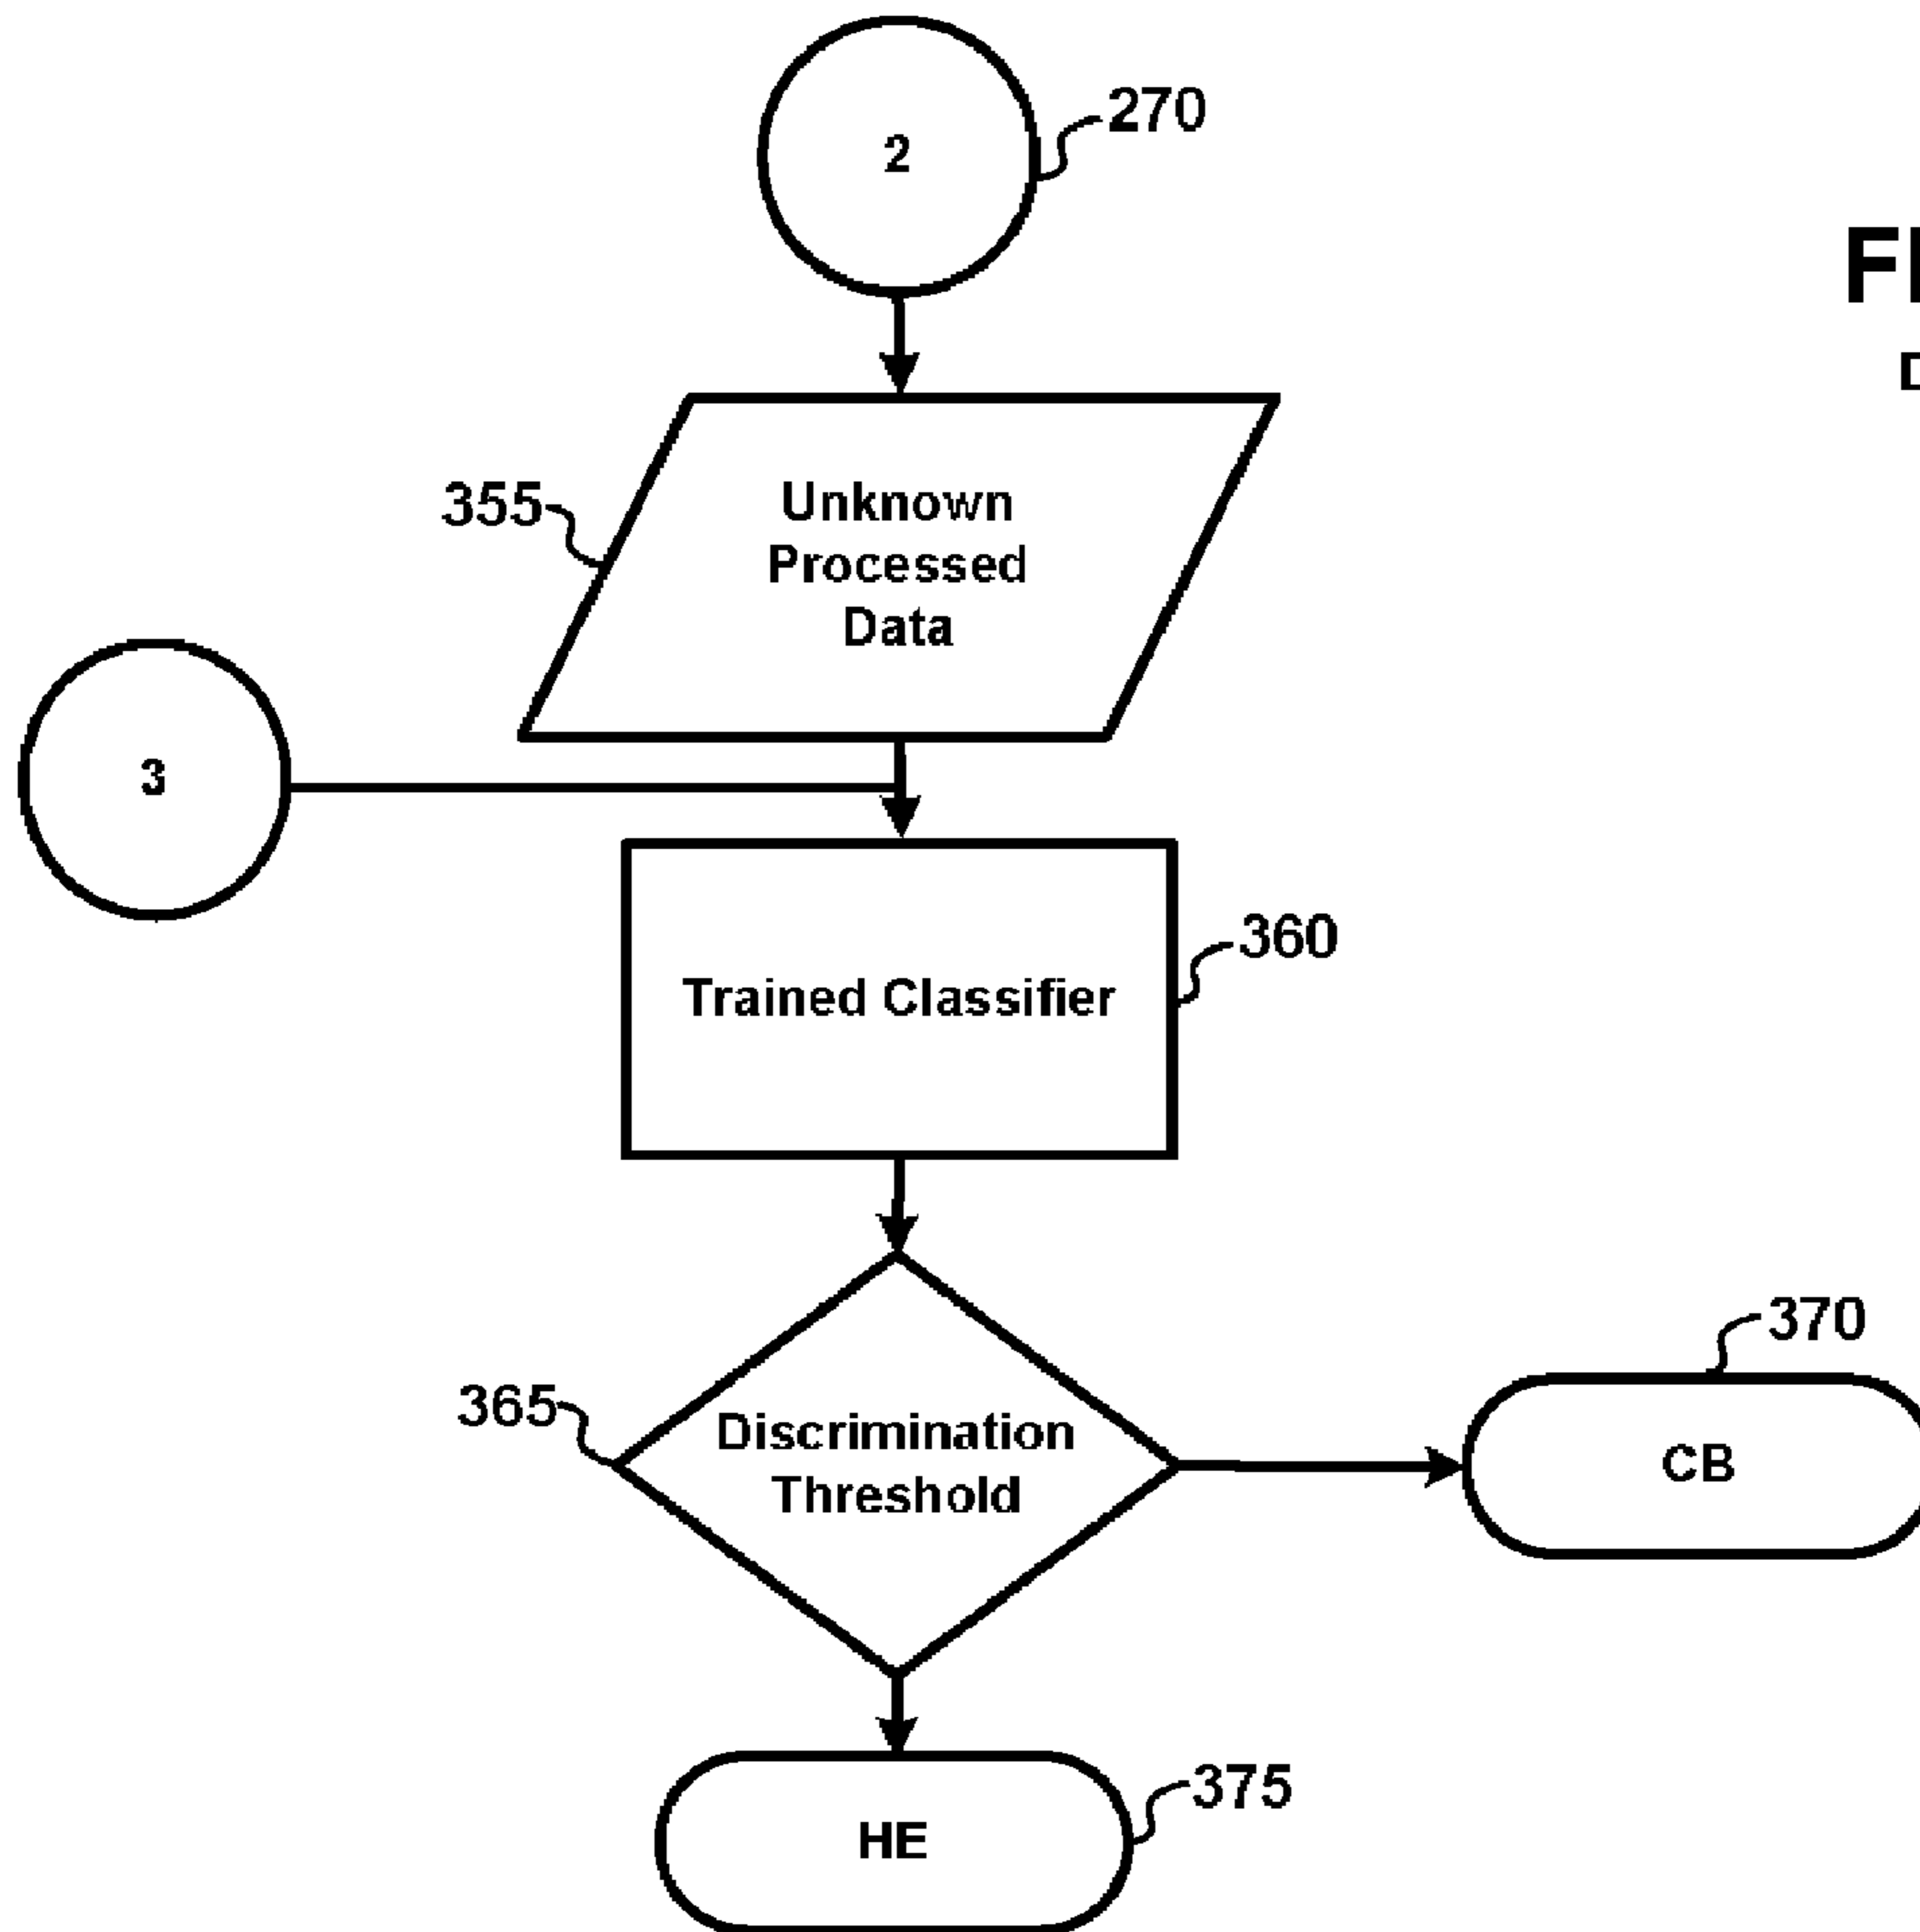 2
270
355
Unknown
Processed
Data
3
360
Trained Classifier
370
365
Discrimination
Threshold
CB
375
HE